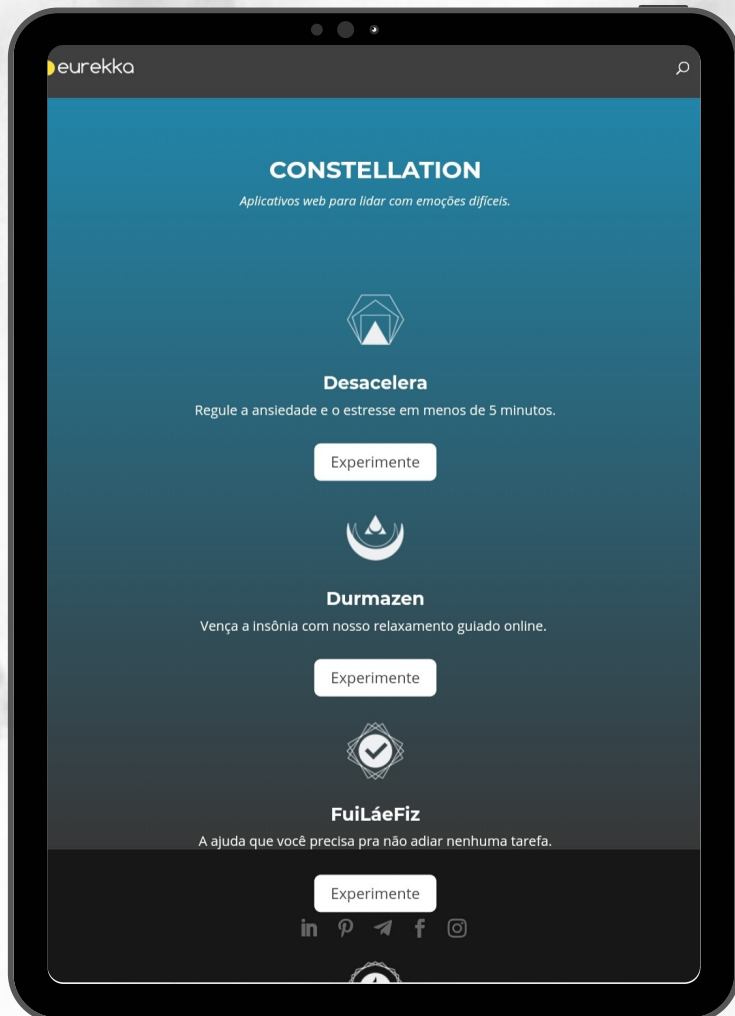 eurekka
CONSTELLATION
Aplicativos web para lidar com emoções difíceis.
Desacelera
Regule a ansiedade e o estresse em menos de 5 minutos.
Experimente
Durmazen
Vença a insônia com nosso relaxamento guiado online.
Experimente
FuiLáeFiz
A ajuda que você precisa pra não adiar nenhuma tarefa.
Experimente